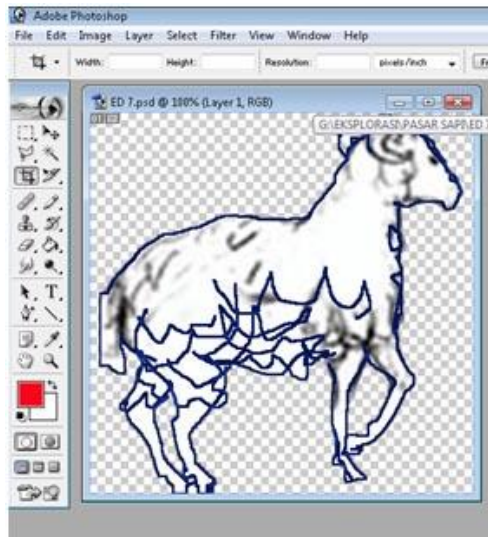 Adobe Photoshop
File Edit Image Layer Select Filter View Window Help
Width: Height: Resolution: pixels/inch
ED 7.psd @ 100% (Layer 1, RGB)
G:\EKSPLORASI\PASAR SAPI\ED 7